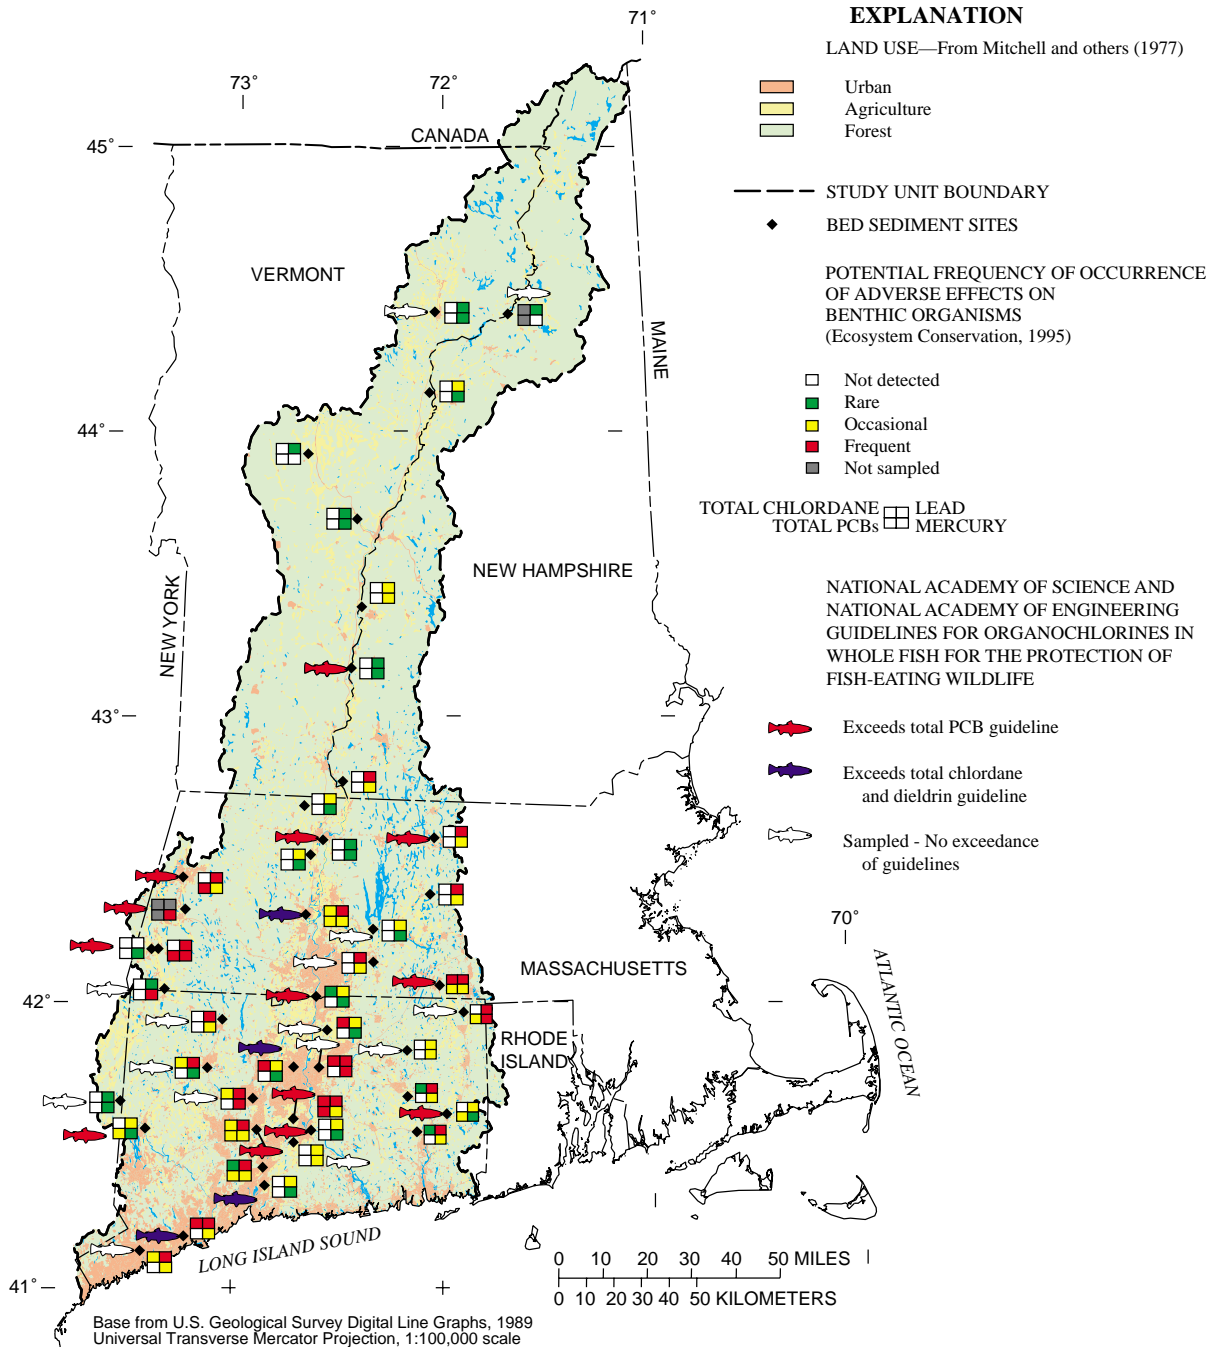 EXPLANATION
LAND USE—From Mitchell and others (1977)
Urban
Agriculture
Forest
STUDY UNIT BOUNDARY
BED SEDIMENT SITES
POTENTIAL FREQUENCY OF OCCURRENCE
OF ADVERSE EFFECTS ON
BENTHIC ORGANISMS
(Ecosystem Conservation, 1995)
Not detected
Rare
Occasional
Frequent
Not sampled
TOTAL CHLORDANE LEAD
TOTAL PCBs MERCURY
NATIONAL ACADEMY OF SCIENCE AND
NATIONAL ACADEMY OF ENGINEERING
GUIDELINES FOR ORGANOCHLORINES IN
WHOLE FISH FOR THE PROTECTION OF
FISH-EATING WILDLIFE
Exceeds total PCB guideline
Exceeds total chlordane
and dieldrin guideline
Sampled - No exceedance
of guidelines
71°
73°
72°
45°
CANADA
VERMONT
MAINE
44°
NEW YORK
NEW HAMPSHIRE
43°
70°
MASSACHUSETTS
ATLANTIC OCEAN
42°
RHODE
ISLAND
LONG ISLAND SOUND
41°
0 10 20 30 40 50 MILES
0 10 20 30 40 50 KILOMETERS
Base from U.S. Geological Survey Digital Line Graphs, 1989
Universal Transverse Mercator Projection, 1:100,000 scale